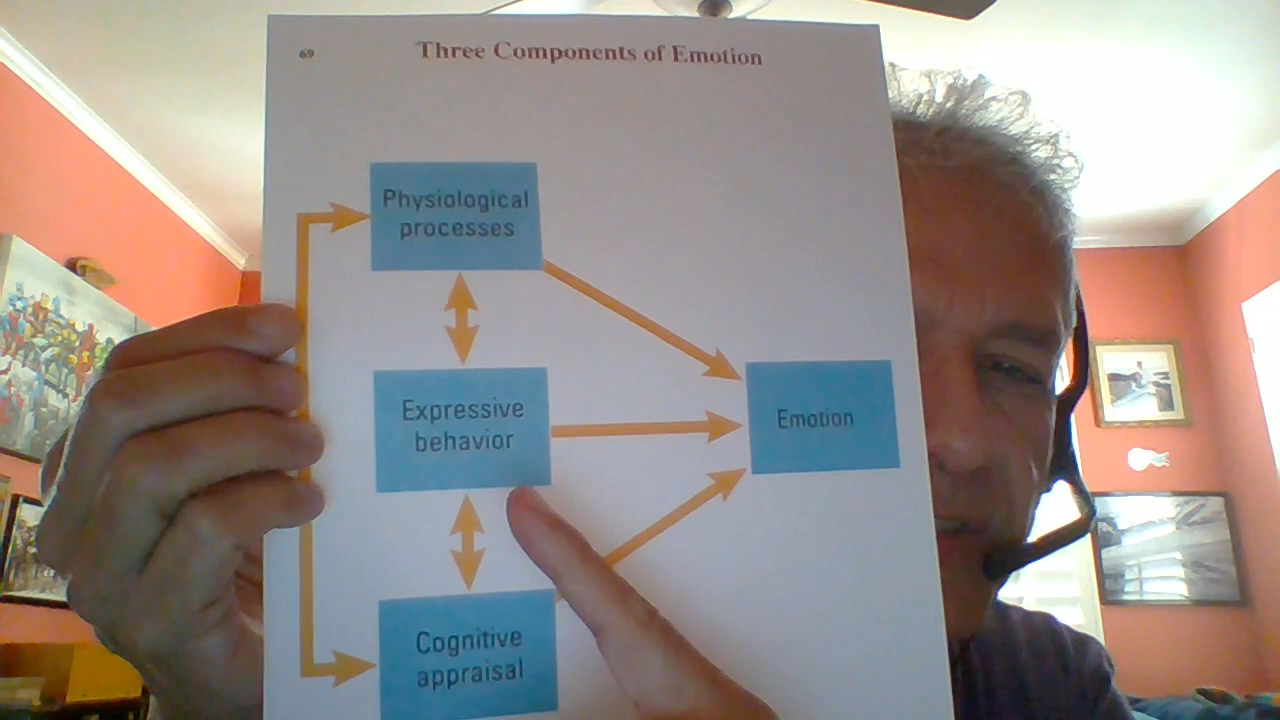 69
Three Components of Emotion
Physiological
processes
Expressive
behavior
Emotion
Cognitive
appraisal